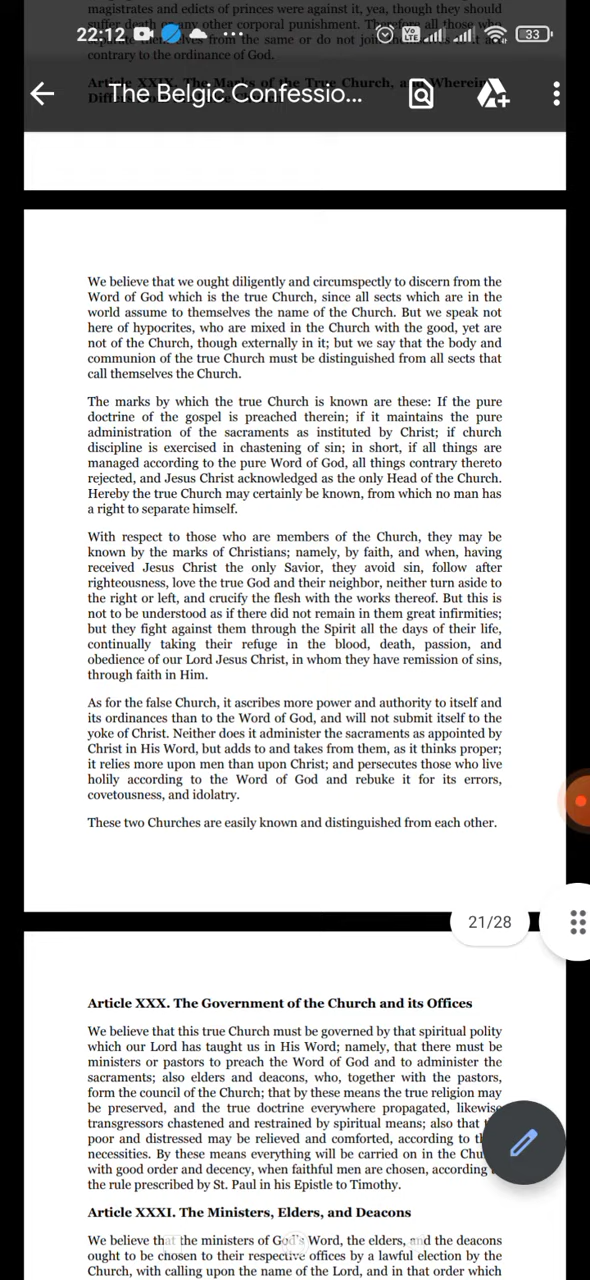 magistrates and edicts of princes were against it, yea, though they should
suffer death or any other corporal punishment. Therefore all those who
22:12
33
separate themselves from the same or do not join
contrary to the ordinance of God.
Article XXIX. The Marks of the True Church, and Wherein
The Belgic Confessio...
We believe that we ought diligently and circumspectly to discern from the
Word of God which is the true Church, since all sects which are in the
world assume to themselves the name of the Church. But we speak not
here of hypocrites, who are mixed in the Church with the good, yet are
not of the Church, though externally in it; but we say that the body and
communion of the true Church must be distinguished from all sects that
call themselves the Church.
The marks by which the true Church is known are these: If the pure
doctrine of the gospel is preached therein; if it maintains the pure
administration of the sacraments as instituted by Christ; if church
discipline is exercised in chastening of sin; in short, if all things are
managed according to the pure Word of God, all things contrary thereto
rejected, and Jesus Christ acknowledged as the only Head of the Church.
Hereby the true Church may certainly be known, from which no man has
a right to separate himself.
With respect to those who are members of the Church, they may be
known by the marks of Christians; namely, by faith, and when, having
received Jesus Christ the only Savior, they avoid sin, follow after
righteousness, love the true God and their neighbor, neither turn aside to
the right or left, and crucify the flesh with the works thereof. But this is
not to be understood as if there did not remain in them great infirmities;
but they fight against them through the Spirit all the days of their life,
continually taking their refuge in the blood, death, passion, and
obedience of our Lord Jesus Christ, in whom they have remission of sins,
through faith in Him.
As for the false Church, it ascribes more power and authority to itself and
its ordinances than to the Word of God, and will not submit itself to the
yoke of Christ. Neither does it administer the sacraments as appointed by
Christ in His Word, but adds to and takes from them, as it thinks proper;
it relies more upon men than upon Christ; and persecutes those who live
holily according to the Word of God and rebuke it for its errors,
covetousness, and idolatry.
These two Churches are easily known and distinguished from each other.
21/28
Article XXX. The Government of the Church and its Offices
We believe that this true Church must be governed by that spiritual polity
which our Lord has taught us in His Word; namely, that there must be
ministers or pastors to preach the Word of God and to administer the
sacraments; also elders and deacons, who, together with the pastors,
form the council of the Church; that by these means the true religion may
be preserved, and the true doctrine everywhere propagated, likewise
transgressors chastened and restrained by spiritual means; also that
poor and distressed may be relieved and comforted, according to
necessities. By these means everything will be carried on in the
with good order and decency, when faithful men are chosen, according
the rule prescribed by St. Paul in his Epistle to Timothy.
Article XXXI. The Ministers, Elders, and Deacons
We believe that the ministers of God's Word, the elders, and the deacons
ought to be chosen to their respective offices by a lawful election by the
Church, with calling upon the name of the Lord, and in that order which